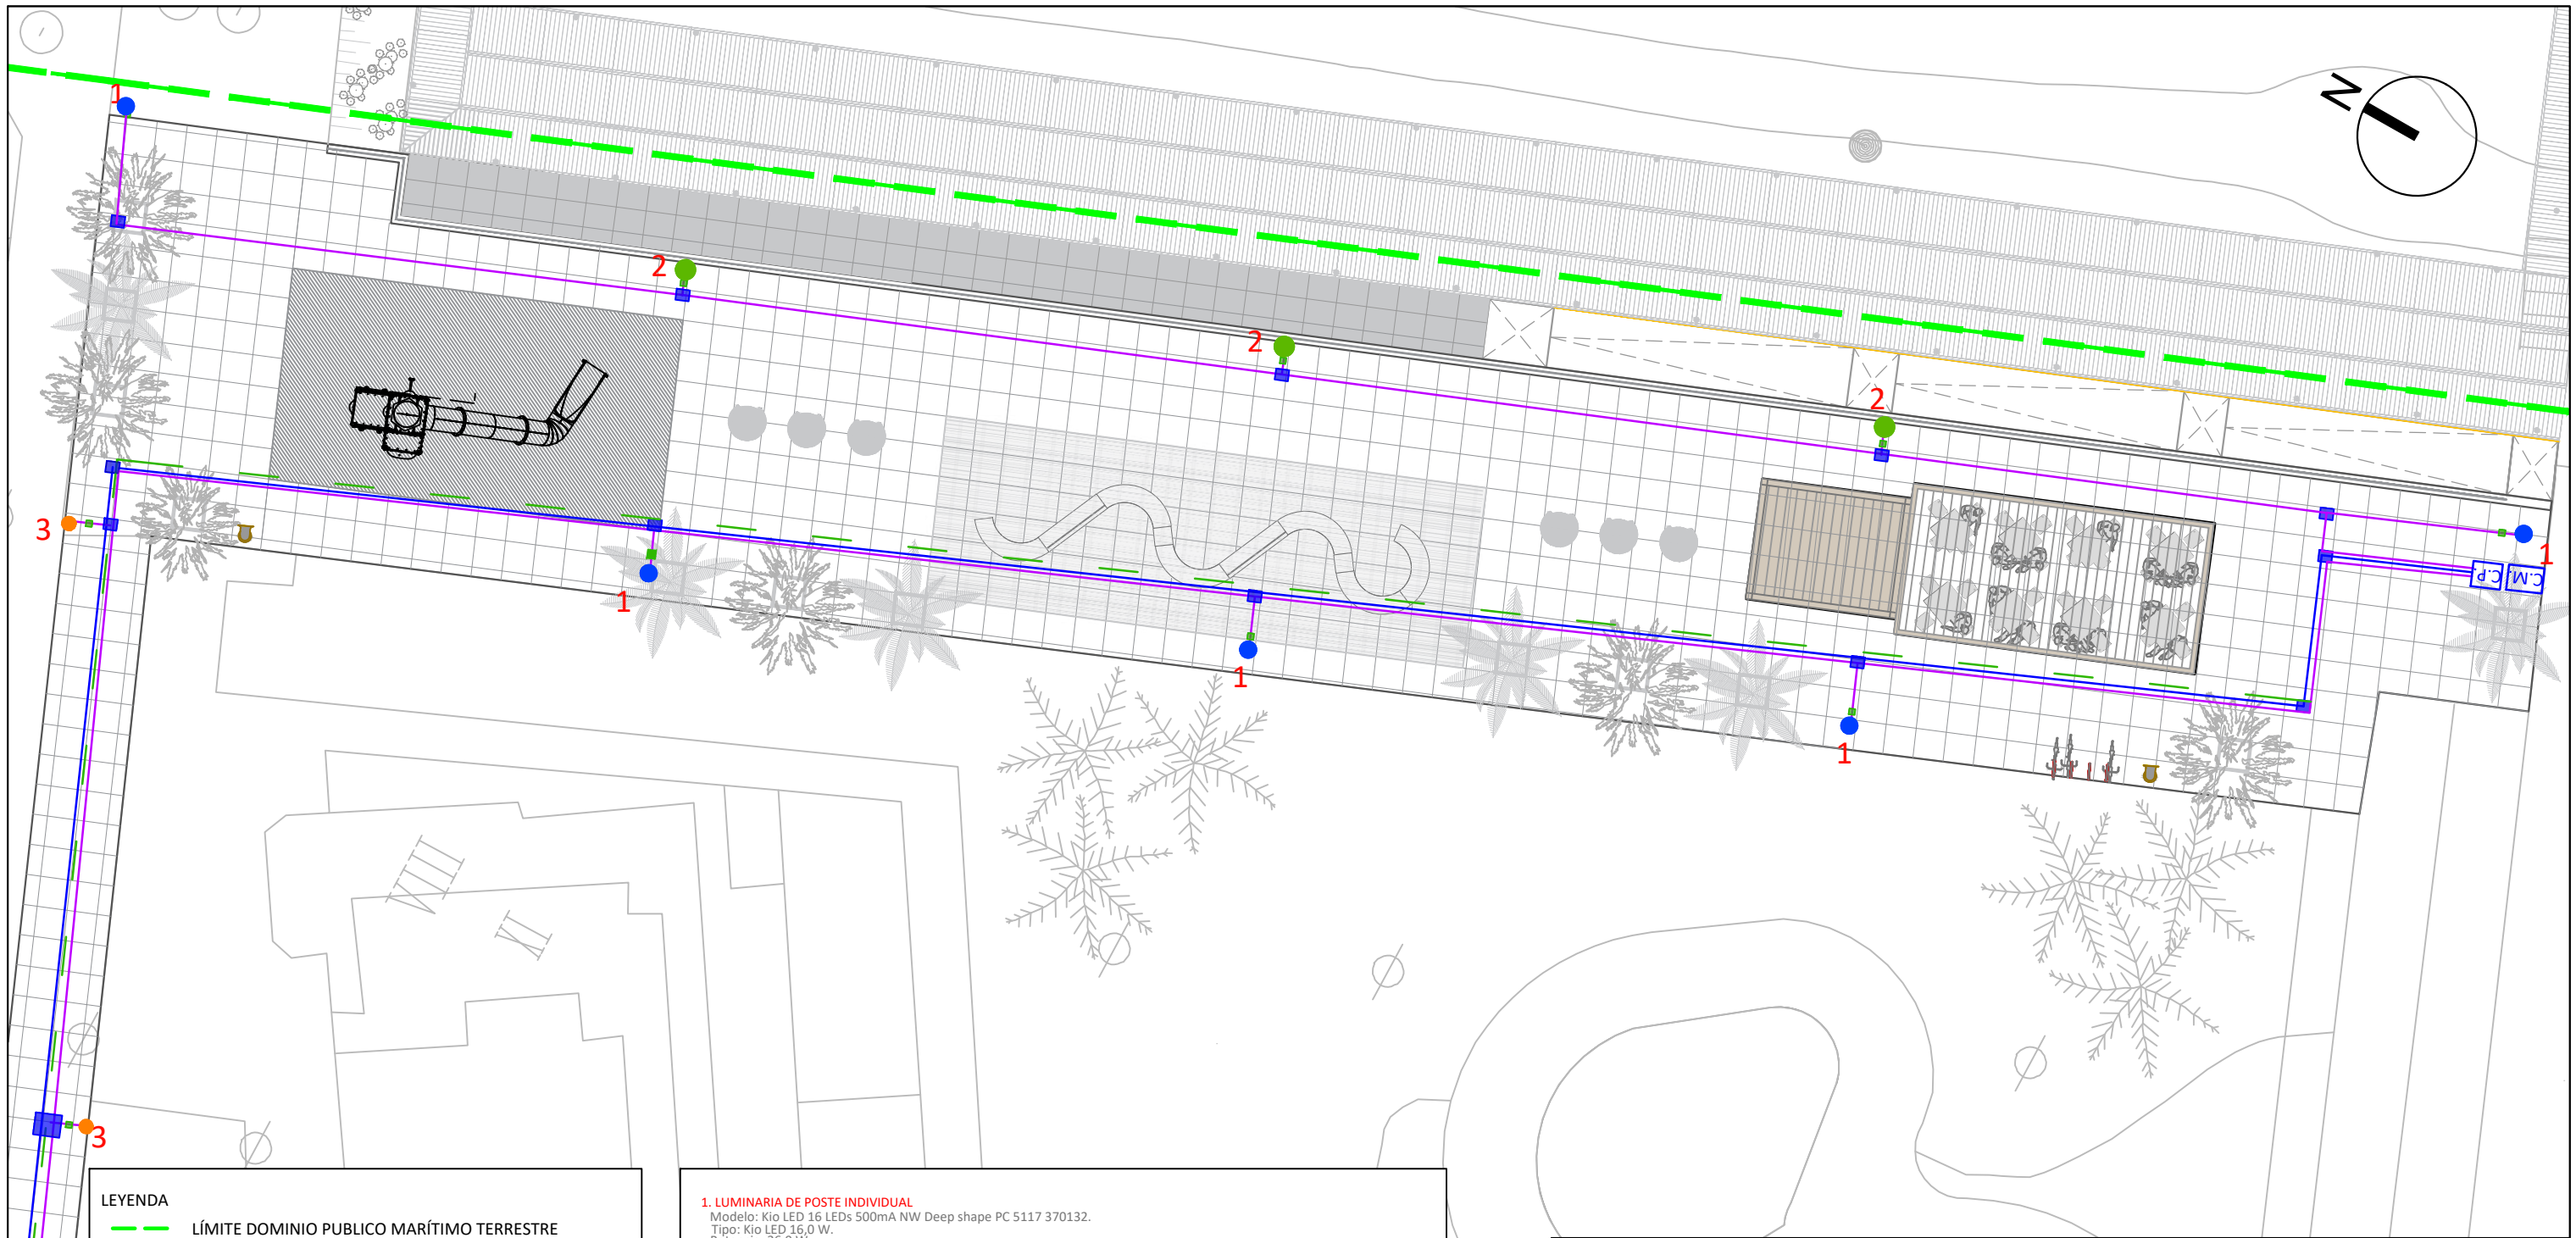 N
1
2
2
2
1
C.P.
C.M.
3
1
1
1
3
LEYENDA
LÍMITE DOMINIO PUBLICO MARÍTIMO TERRESTRE
1. LUMINARIA DE POSTE INDIVIDUAL
Modelo: Kio LED 16 LEDs 500mA NW Deep shape PC 5117 370132.
Tipo: Kio LED 16,0 W.